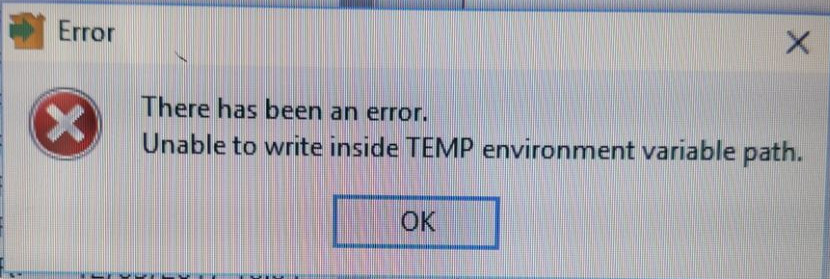 Error
There has been an error.
Unable to write inside TEMP environment variable path.
OK